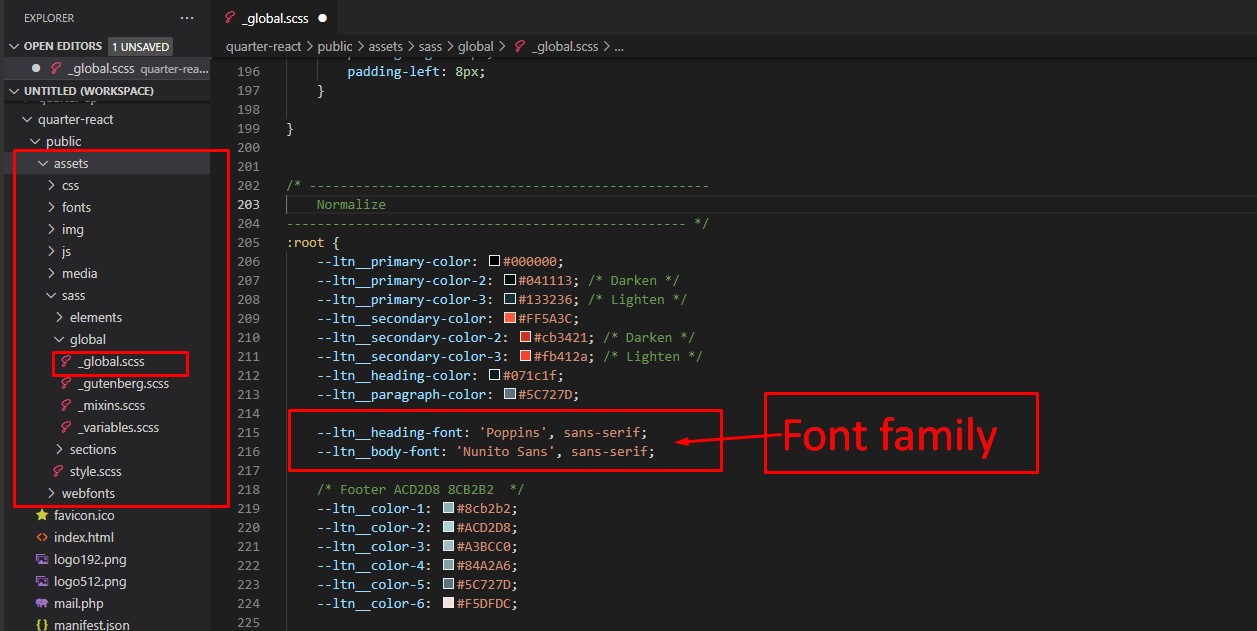 EXPLORER
...
OPEN EDITORS 1 UNSAVED
_global.scss quarter-rea...
UNTITLED (WORKSPACE)
quarter-react
public
assets
css
fonts
img
js
media
sass
elements
global
_global.scss
_gutenberg.scss
_mixins.scss
_variables.scss
sections
style.scss
webfonts
favicon.ico
index.html
logo192.png
logo512.png
mail.php
manifest.json
_global.scss
quarter-react > public > assets > sass > global > _global.scss > ...
196 padding-left: 8px;
197 }
198
199 }
200
201
202 /* ----------------------------------------------------
203 Normalize
204 ---------------------------------------------------- */
205 :root {
206 --ltn__primary-color: #000000;
207 --ltn__primary-color-2: #041113; /* Darken */
208 --ltn__primary-color-3: #133236; /* Lighten */
209 --ltn__secondary-color: #FF5A3C;
210 --ltn__secondary-color-2: #cb3421; /* Darken */
211 --ltn__secondary-color-3: #fb412a; /* Lighten */
212 --ltn__heading-color: #071c1f;
213 --ltn__paragraph-color: #5C727D;
214
215 --ltn__heading-font: 'Poppins', sans-serif;
216 --ltn__body-font: 'Nunito Sans', sans-serif;
Font family
217
218 /* Footer ACD2D8 8CB2B2  */
219 --ltn__color-1: #8cb2b2;
220 --ltn__color-2: #ACD2D8;
221 --ltn__color-3: #A3BCC0;
222 --ltn__color-4: #84A2A6;
223 --ltn__color-5: #5C727D;
224 --ltn__color-6: #F5DFDC;
225